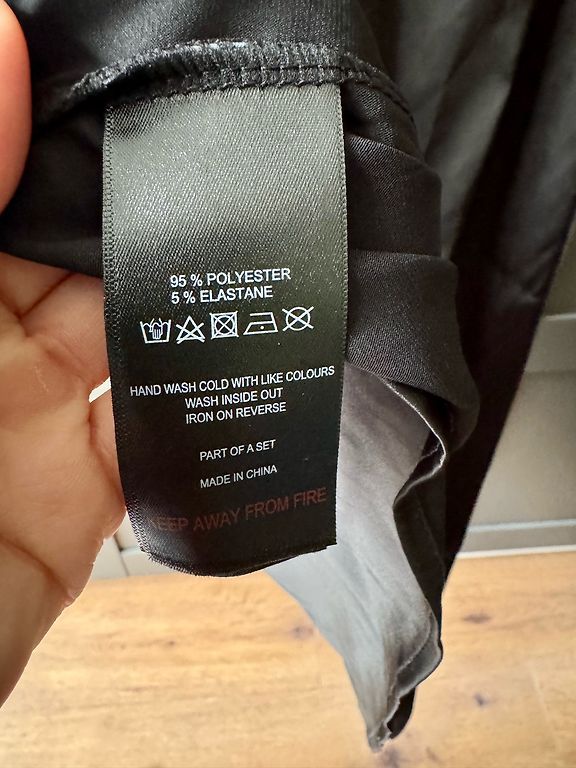 95 % POLYESTER
5 % ELASTANE
HAND WASH COLD WITH LIKE COLOURS
WASH INSIDE OUT
IRON ON REVERSE
PART OF A SET
MADE IN CHINA
KEEP AWAY FROM FIRE